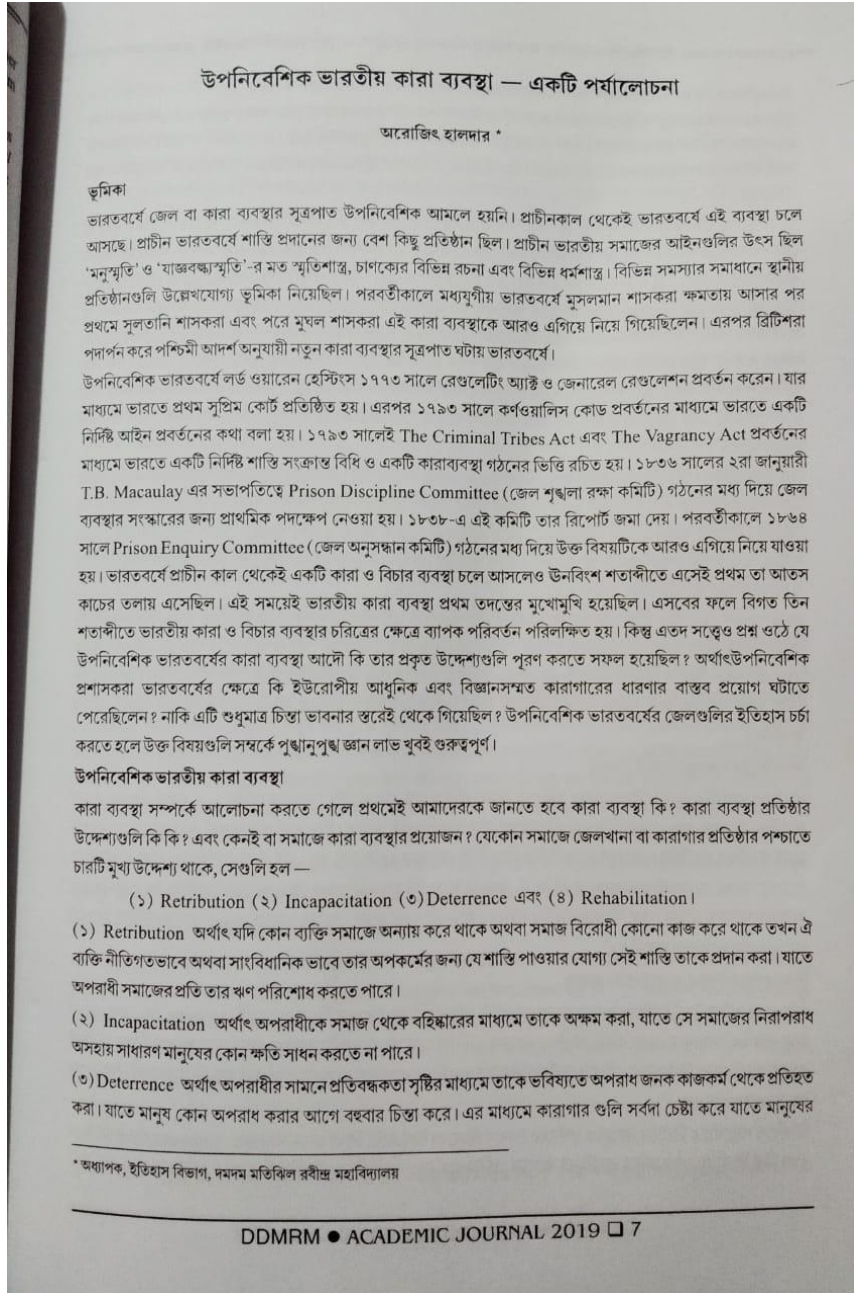 উপনিবেশিক ভারতীয় কারা ব্যবস্থা — একটি পর্যালোচনা
অরোজিৎ হালদার *
ভূমিকা
ভারতবর্ষে জেল বা কারা ব্যবস্থার সূত্রপাত উপনিবেশিক আমলে হয়নি। প্রাচীনকাল থেকেই ভারতবর্ষে এই ব্যবস্থা চলে
আসছে। প্রাচীন ভারতবর্ষে শাস্তি প্রদানের জন্য বেশ কিছু প্রতিষ্ঠান ছিল। প্রাচীন ভারতীয় সমাজের আইনগুলির উৎস ছিল
'মনুস্মৃতি' ও 'যাজ্ঞবল্ক্যস্মৃতি'-র মত স্মৃতিশাস্ত্র, চাণক্যের বিভিন্ন রচনা এবং বিভিন্ন ধর্মশাস্ত্র। বিভিন্ন সমস্যার সমাধানে স্থানীয়
প্রতিষ্ঠানগুলি উল্লেখযোগ্য ভূমিকা নিয়েছিল। পরবর্তীকালে মধ্যযুগীয় ভারতবর্ষে মুসলমান শাসকরা ক্ষমতায় আসার পর
প্রথমে সুলতানি শাসকরা এবং পরে মুঘল শাসকরা এই কারা ব্যবস্থাকে আরও এগিয়ে নিয়ে গিয়েছিলেন। এরপর ব্রিটিশরা
পদার্পন করে পশ্চিমী আদর্শ অনুযায়ী নতুন কারা ব্যবস্থার সূত্রপাত ঘটায় ভারতবর্ষে।
উপনিবেশিক ভারতবর্ষে লর্ড ওয়ারেন হেস্টিংস ১৭৭৩ সালে রেগুলেটিং অ্যাক্ট ও জেনারেল রেগুলেশন প্রবর্তন করেন। যার
মাধ্যমে ভারতে প্রথম সুপ্রিম কোর্ট প্রতিষ্ঠিত হয়। এরপর ১৭৯৩ সালে কর্ণওয়ালিস কোড প্রবর্তনের মাধ্যমে ভারতে একটি
নির্দিষ্ট আইন প্রবর্তনের কথা বলা হয়। ১৭৯৩ সালেই The Criminal Tribes Act এবং The Vagrancy Act প্রবর্তনের
মাধ্যমে ভারতে একটি নির্দিষ্ট শাস্তি সংক্রান্ত বিধি ও একটি কারাব্যবস্থা গঠনের ভিত্তি রচিত হয়। ১৮৩৬ সালের ২রা জানুয়ারী
T.B. Macaulay এর সভাপতিত্বে Prison Discipline Committee (জেল শৃঙ্খলা রক্ষা কমিটি) গঠনের মধ্য দিয়ে জেল
ব্যবস্থার সংস্কারের জন্য প্রাথমিক পদক্ষেপ নেওয়া হয়। ১৮৩৮-এ এই কমিটি তার রিপোর্ট জমা দেয়। পরবর্তীকালে ১৮৬৪
সালে Prison Enquiry Committee (জেল অনুসন্ধান কমিটি) গঠনের মধ্য দিয়ে উক্ত বিষয়টিকে আরও এগিয়ে নিয়ে যাওয়া
হয়। ভারতবর্ষে প্রাচীন কাল থেকেই একটি কারা ও বিচার ব্যবস্থা চলে আসলেও ঊনবিংশ শতাব্দীতে এসেই প্রথম তা আতস
কাচের তলায় এসেছিল। এই সময়েই ভারতীয় কারা ব্যবস্থা প্রথম তদন্তের মুখোমুখি হয়েছিল। এসবের ফলে বিগত তিন
শতাব্দীতে ভারতীয় কারা ও বিচার ব্যবস্থার চরিত্রের ক্ষেত্রে ব্যাপক পরিবর্তন পরিলক্ষিত হয়। কিন্তু এতদ সত্ত্বেও প্রশ্ন ওঠে যে
উপনিবেশিক ভারতবর্ষের কারা ব্যবস্থা আদৌ কি তার প্রকৃত উদ্দেশ্যগুলি পূরণ করতে সফল হয়েছিল? অর্থাৎউপনিবেশিক
প্রশাসকরা ভারতবর্ষের ক্ষেত্রে কি ইউরোপীয় আধুনিক এবং বিজ্ঞানসম্মত কারাগারের ধারণার বাস্তব প্রয়োগ ঘটাতে
পেরেছিলেন? নাকি এটি শুধুমাত্র চিন্তা ভাবনার স্তরেই থেকে গিয়েছিল? উপনিবেশিক ভারতবর্ষের জেলগুলির ইতিহাস চর্চা
করতে হলে উক্ত বিষয়গুলি সম্বর্কে পুঙ্খানুপুঙ্খ জ্ঞান লাভ খুবই গুরুত্বপূর্ণ।
উপনিবেশিক ভারতীয় কারা ব্যবস্থা
কারা ব্যবস্থা সম্পর্কে আলোচনা করতে গেলে প্রথমেই আমাদেরকে জানতে হবে কারা ব্যবস্থা কি? কারা ব্যবস্থা প্রতিষ্ঠার
উদ্দেশ্যগুলি কি কি? এবং কেনই বা সমাজে কারা ব্যবস্থার প্রয়োজন? যেকোন সমাজে জেলখানা বা কারাগার প্রতিষ্ঠার পশ্চাতে
চারটি মুখ্য উদ্দেশ্য থাকে, সেগুলি হল —
(১) Retribution (২) Incapacitation (৩) Deterrence এবং (৪) Rehabilitation।
(১) Retribution অর্থাৎ যদি কোন ব্যক্তি সমাজে অন্যায় করে থাকে অথবা সমাজ বিরোধী কোনো কাজ করে থাকে তখন ঐ
ব্যক্তি নীতিগতভাবে অথবা সাংবিধানিক ভাবে তার অপকর্মের জন্য যে শাস্তি পাওয়ার যোগ্য সেই শাস্তি তাকে প্রদান করা। যাতে
অপরাধী সমাজের প্রতি তার ঋণ পরিশোধ করতে পারে।
(২) Incapacitation অর্থাৎ অপরাধীকে সমাজ থেকে বহিষ্কারের মাধ্যমে তাকে অক্ষম করা, যাতে সে সমাজের নিরাপরাধ
অসহায় সাধারণ মানুষের কোন ক্ষতি সাধন করতে না পারে।
(৩) Deterrence অর্থাৎ অপরাধীর সামনে প্রতিবন্ধকতা সৃষ্টির মাধ্যমে তাকে ভবিষ্যতে অপরাধ জনক কাজকর্ম থেকে প্রতিহত
করা। যাতে মানুষ কোন অপরাধ করার আগে বহুবার চিন্তা করে। এর মাধ্যমে কারাগার গুলি সর্বদা চেষ্টা করে যাতে মানুষের
* অধ্যাপক, ইতিহাস বিভাগ, দমদম মতিঝিল রবীন্দ্র মহাবিদ্যালয়
DDMRM ● ACADEMIC JOURNAL 2019 ❑ 7